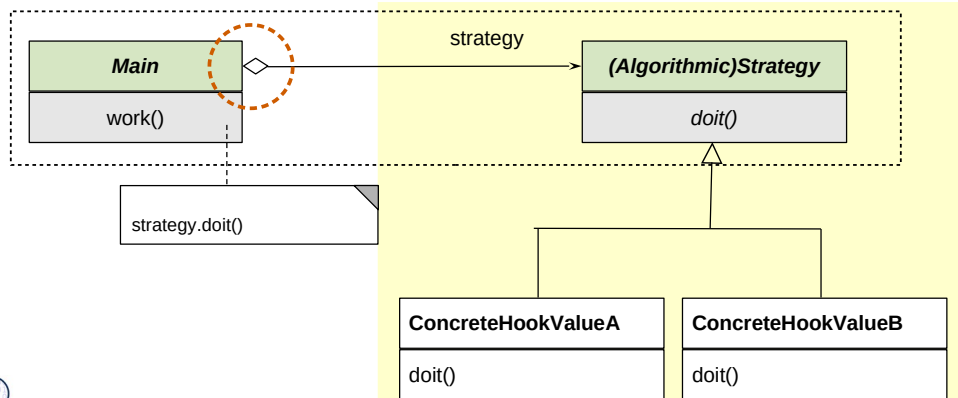 strategy
Main
(Algorithmic)Strategy
work()
doit()
strategy.doit()
ConcreteHookValueA
ConcreteHookValueB
doit()
doit()